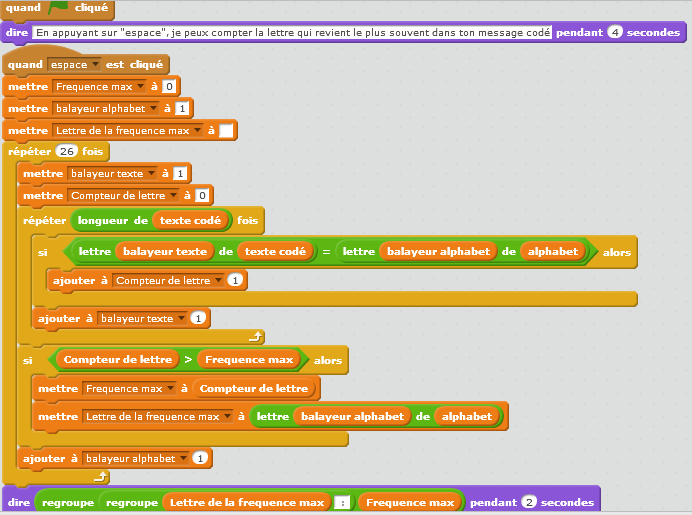 quand cliqué
dire En appuyant sur "espace", je peux compter la lettre qui revient le plus souvent dans ton message codé pendant 4 secondes
quand espace est cliqué
mettre Frequence max à 0
mettre balayeur alphabet à 1
mettre Lettre de la frequence max à
répéter 26 fois
mettre balayeur texte à 1
mettre Compteur de lettre à 0
répéter longueur de texte codé fois
si lettre balayeur texte de texte codé = lettre balayeur alphabet de alphabet alors
ajouter à Compteur de lettre 1
ajouter à balayeur texte 1
si Compteur de lettre > Frequence max alors
mettre Frequence max à Compteur de lettre
mettre Lettre de la frequence max à lettre balayeur alphabet de alphabet
ajouter à balayeur alphabet 1
dire regroupe regroupe Lettre de la frequence max : Frequence max pendant 2 secondes